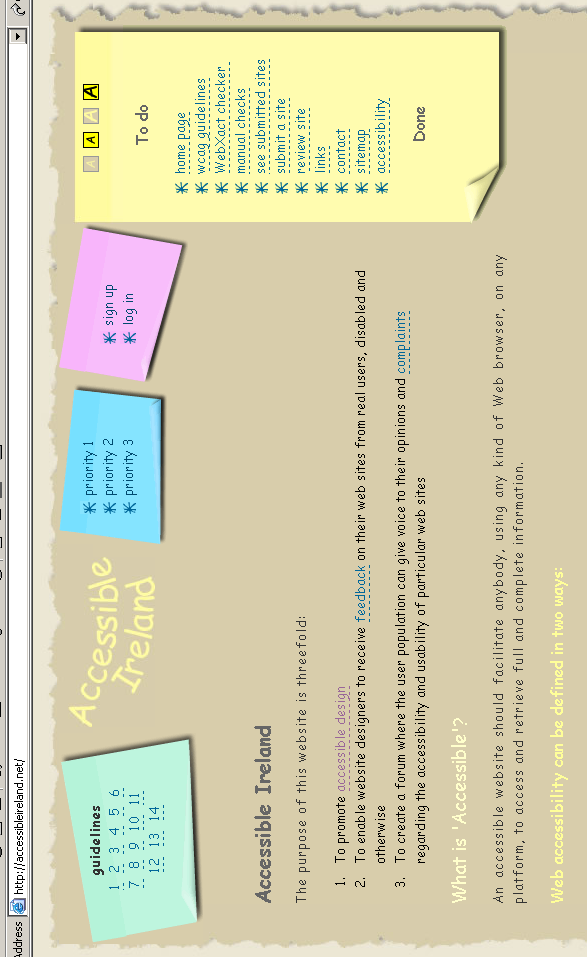 Address http://accessibleireland.net/
guidelines
1 2 3 4 5 6
7 8 9 10 11
12 13 14
Accessible
Ireland
priority 1
priority 2
priority 3
sign up
log in
A A A A
To do
home page
wcag guidelines
WebXact checker
manual checks
see submitted sites
submit a site
review site
links
contact
sitemap
accessibility
Done
Accessible Ireland
The purpose of this website is threefold:
1. To promote accessible design
2. To enable website designers to receive feedback on their web sites from real users, disabled and
otherwise
3. To create a forum where the user population can give voice to their opinions and complaints
regarding the accessibility and usability of particular web sites
What is 'Accessible'?
An accessible website should facilitate anybody, using any kind of Web browser, on any
platform, to access and retrieve full and complete information.
Web accessibility can be defined in two ways: